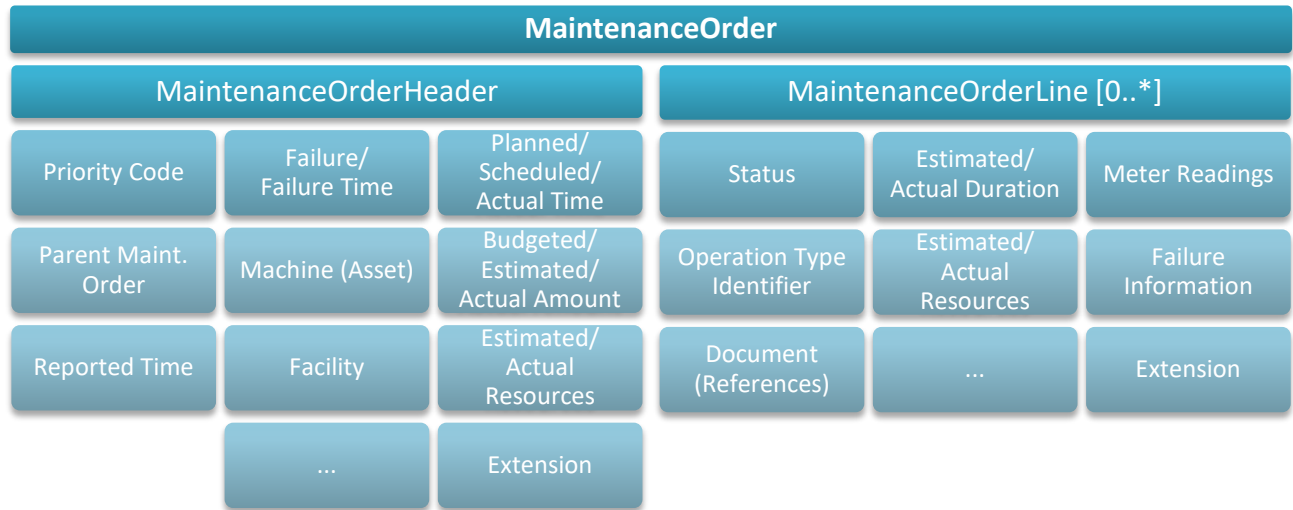 MaintenanceOrder
MaintenanceOrderHeader
Priority Code
Failure/
Failure Time
Planned/
Scheduled/
Actual Time
Parent Maint.
Order
Machine (Asset)
Budgeted/
Estimated/
Actual Amount
Reported Time
Facility
Estimated/
Actual
Resources
...
Extension
MaintenanceOrderLine [0..*]
Status
Estimated/
Actual Duration
Meter Readings
Operation Type
Identifier
Estimated/
Actual
Resources
Failure
Information
Document
(References)
...
Extension